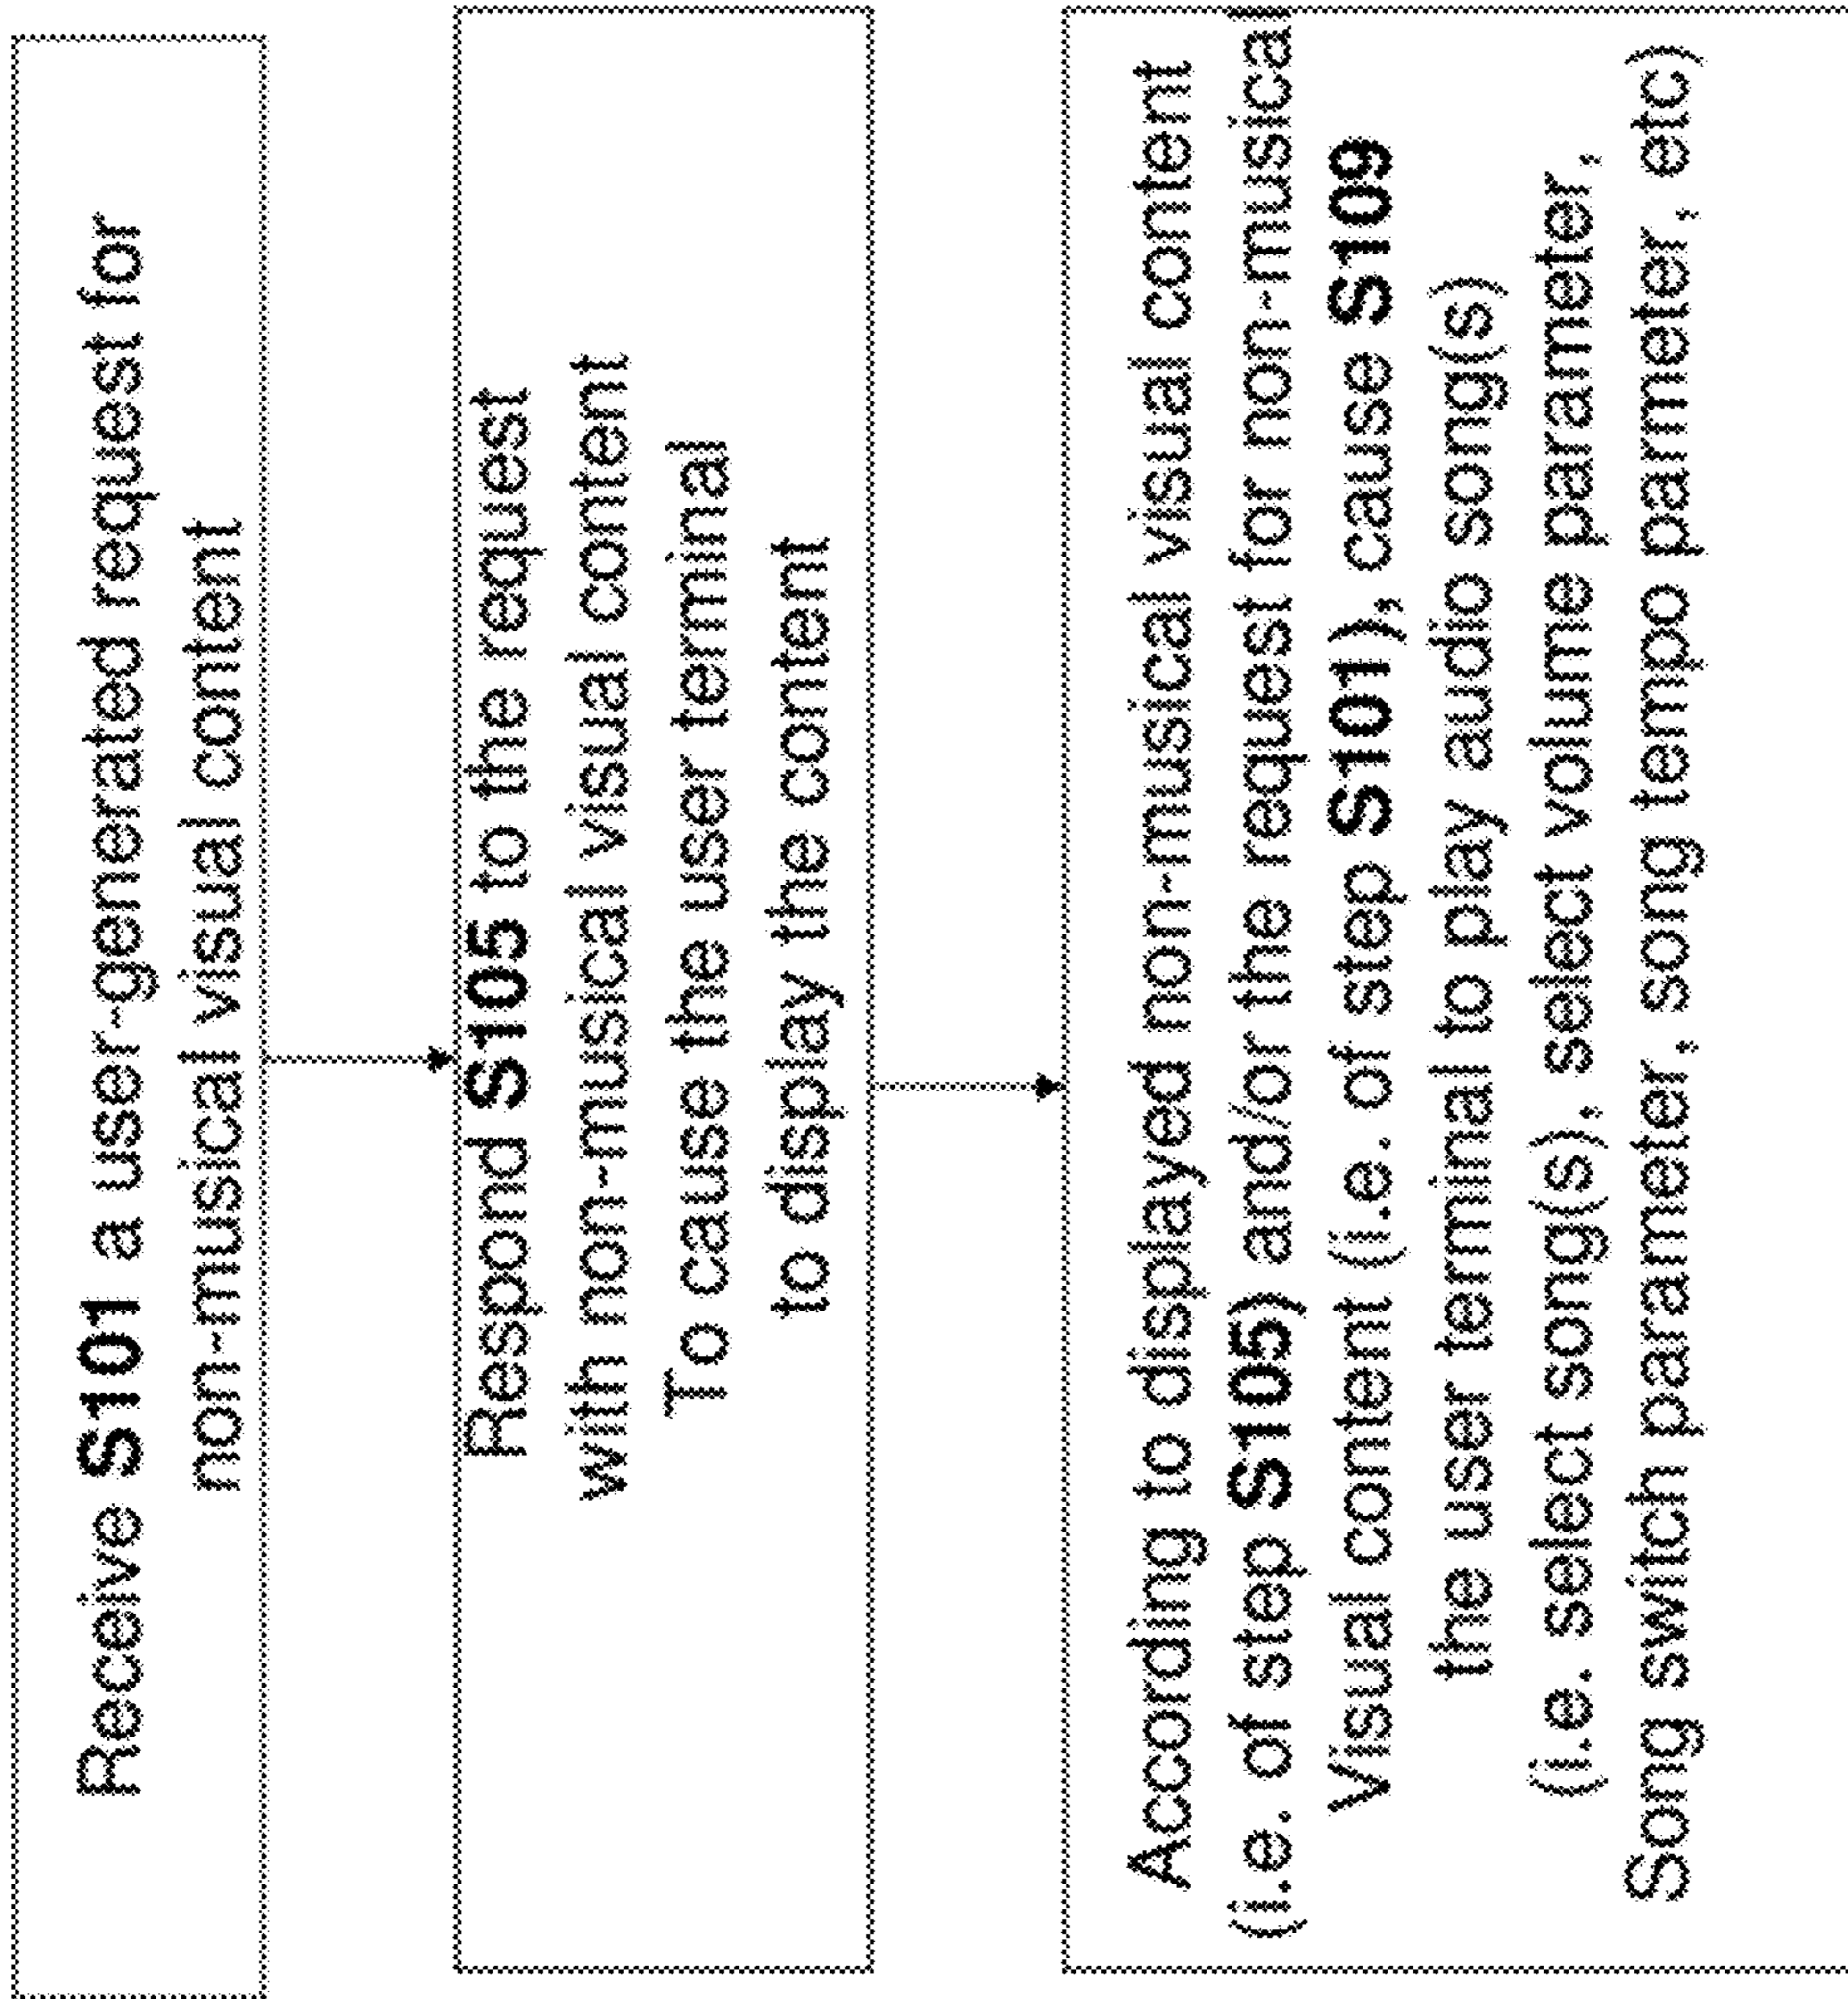 Receive S101 a user-generated request for
non-musical visual content
Respond S105 to the request
with non-musical visual content
To cause the user terminal
to display the content
According to displayed non-musical visual content
(i.e. of step S105) and/or the request for non-musical
Visual content (i.e. of step S101), cause S109
the user terminal to play audio song(s)
(i.e. select song(s), select volume parameter,
Song switch parameter, song tempo parmeter, etc)